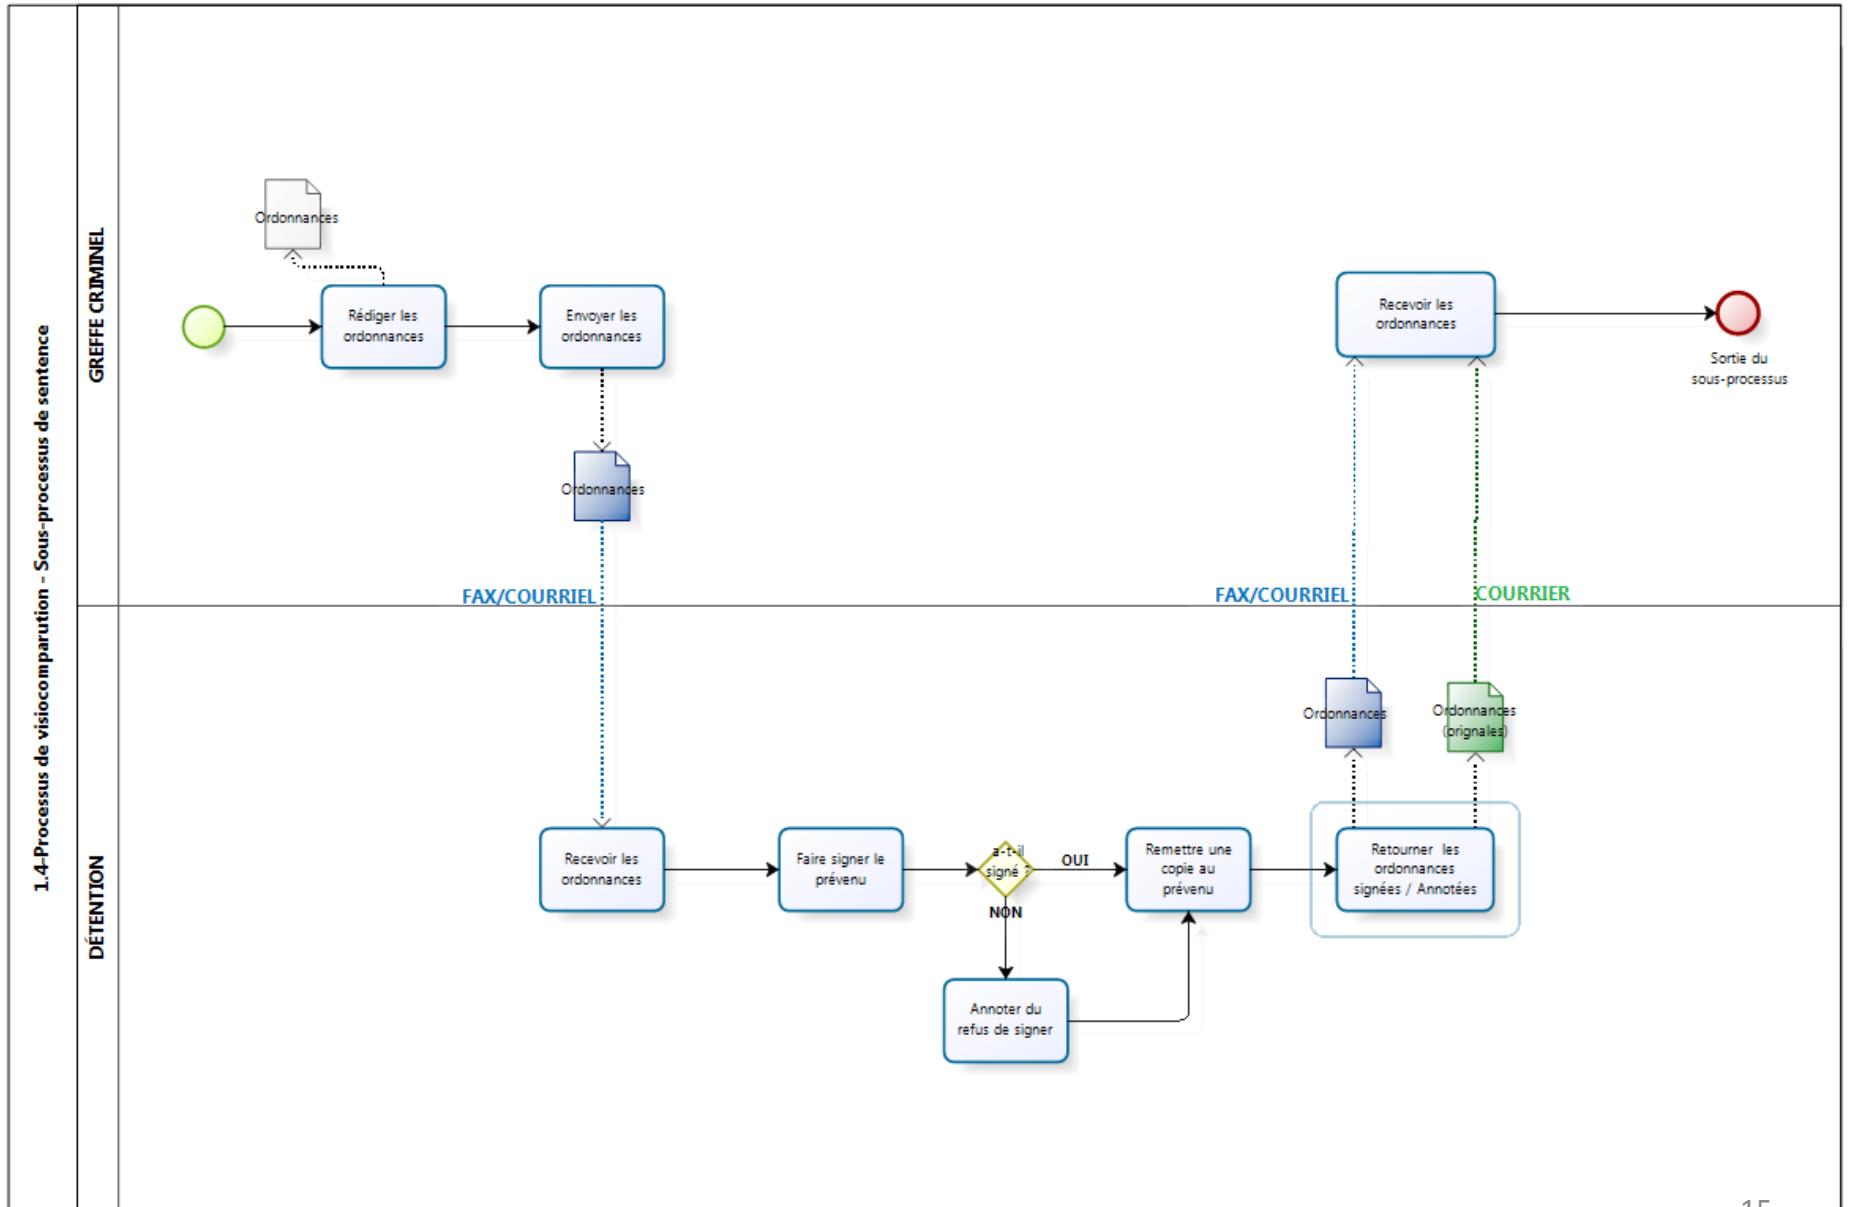 1.4-Processus de visiocomparution - Sous-processus de sentence
GREFFE CRIMINEL
Ordonnances
Rédiger les
ordonnances
Envoyer les
ordonnances
Ordonnances
FAX/COURRIEL
Recevoir les
ordonnances
Sortie du
sous-processus
FAX/COURRIEL
COURRIER
DÉTENTION
Ordonnances
Ordonnances
(orignales)
Recevoir les
ordonnances
Faire signer le
prévenu
a-t-il
signé ?
OUI
NON
Remettre une
copie au
prévenu
Retourner les
ordonnances
signées / Annotées
Annoter du
refus de signer
15